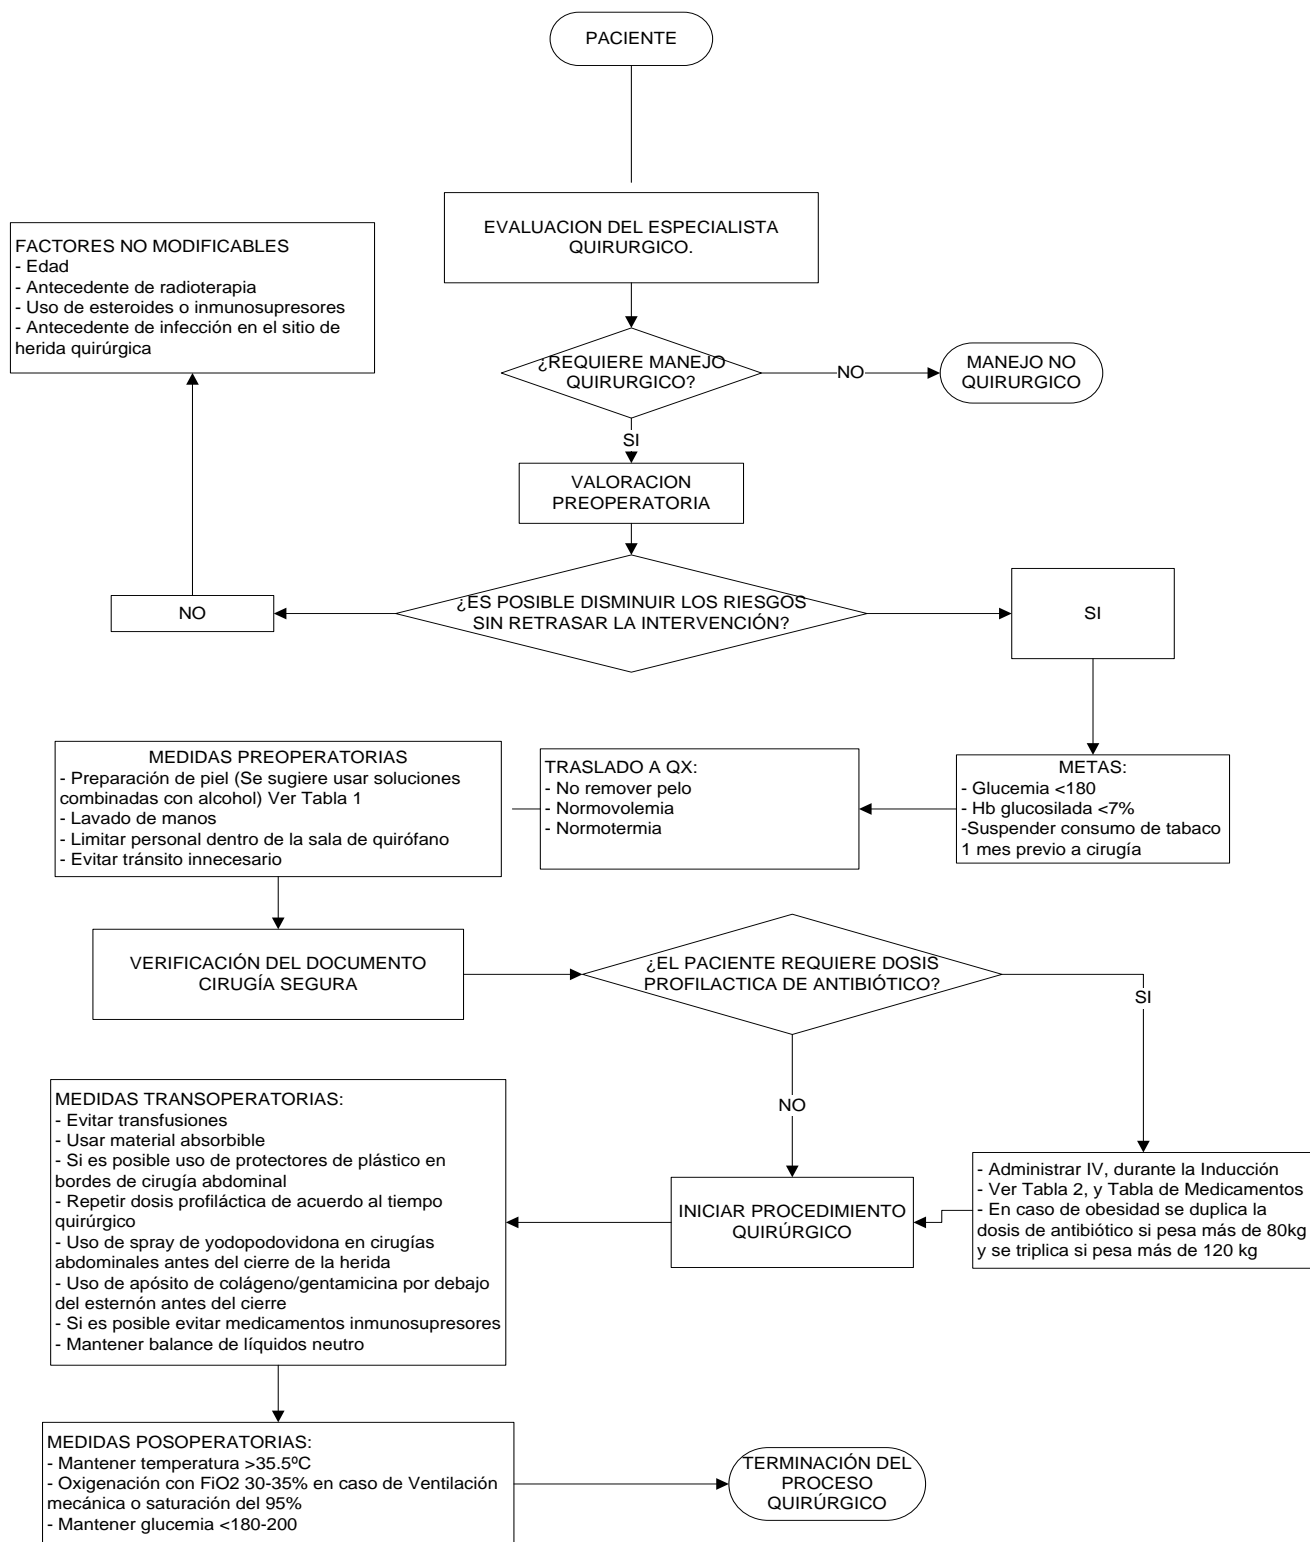 PACIENTE
EVALUACION DEL ESPECIALISTA
QUIRURGICO.
FACTORES NO MODIFICABLES
- Edad
- Antecedente de radioterapia
- Uso de esteroides o inmunosupresores
- Antecedente de infección en el sitio de
herida quirúrgica
¿REQUIERE MANEJO
QUIRURGICO?
NO
MANEJO NO
QUIRURGICO
SI
VALORACION
PREOPERATORIA
¿ES POSIBLE DISMINUIR LOS RIESGOS
SIN RETRASAR LA INTERVENCIÓN?
NO
SI
METAS:
- Glucemia <180
- Hb glucosilada <7%
-Suspender consumo de tabaco
1 mes previo a cirugía
TRASLADO A QX:
- No remover pelo
- Normovolemia
- Normotermia
MEDIDAS PREOPERATORIAS
- Preparación de piel (Se sugiere usar soluciones
combinadas con alcohol) Ver Tabla 1
- Lavado de manos
- Limitar personal dentro de la sala de quirófano
- Evitar tránsito innecesario
VERIFICACIÓN DEL DOCUMENTO
CIRUGÍA SEGURA
¿EL PACIENTE REQUIERE DOSIS
PROFILACTICA DE ANTIBIÓTICO?
SI
NO
- Administrar IV, durante la Inducción
- Ver Tabla 2, y Tabla de Medicamentos
- En caso de obesidad se duplica la
dosis de antibiótico si pesa más de 80kg
y se triplica si pesa más de 120 kg
INICIAR PROCEDIMIENTO
QUIRÚRGICO
MEDIDAS TRANSOPERATORIAS:
- Evitar transfusiones
- Usar material absorbible
- Si es posible uso de protectores de plástico en
bordes de cirugía abdominal
- Repetir dosis profiláctica de acuerdo al tiempo
quirúrgico
- Uso de spray de yodopodovidona en cirugías
abdominales antes del cierre de la herida
- Uso de apósito de colágeno/gentamicina por debajo
del esternón antes del cierre
- Si es posible evitar medicamentos inmunosupresores
- Mantener balance de líquidos neutro
MEDIDAS POSOPERATORIAS:
- Mantener temperatura >35.5ºC
- Oxigenación con FiO2 30-35% en caso de Ventilación
mecánica o saturación del 95%
- Mantener glucemia <180-200
TERMINACIÓN DEL
PROCESO
QUIRÚRGICO